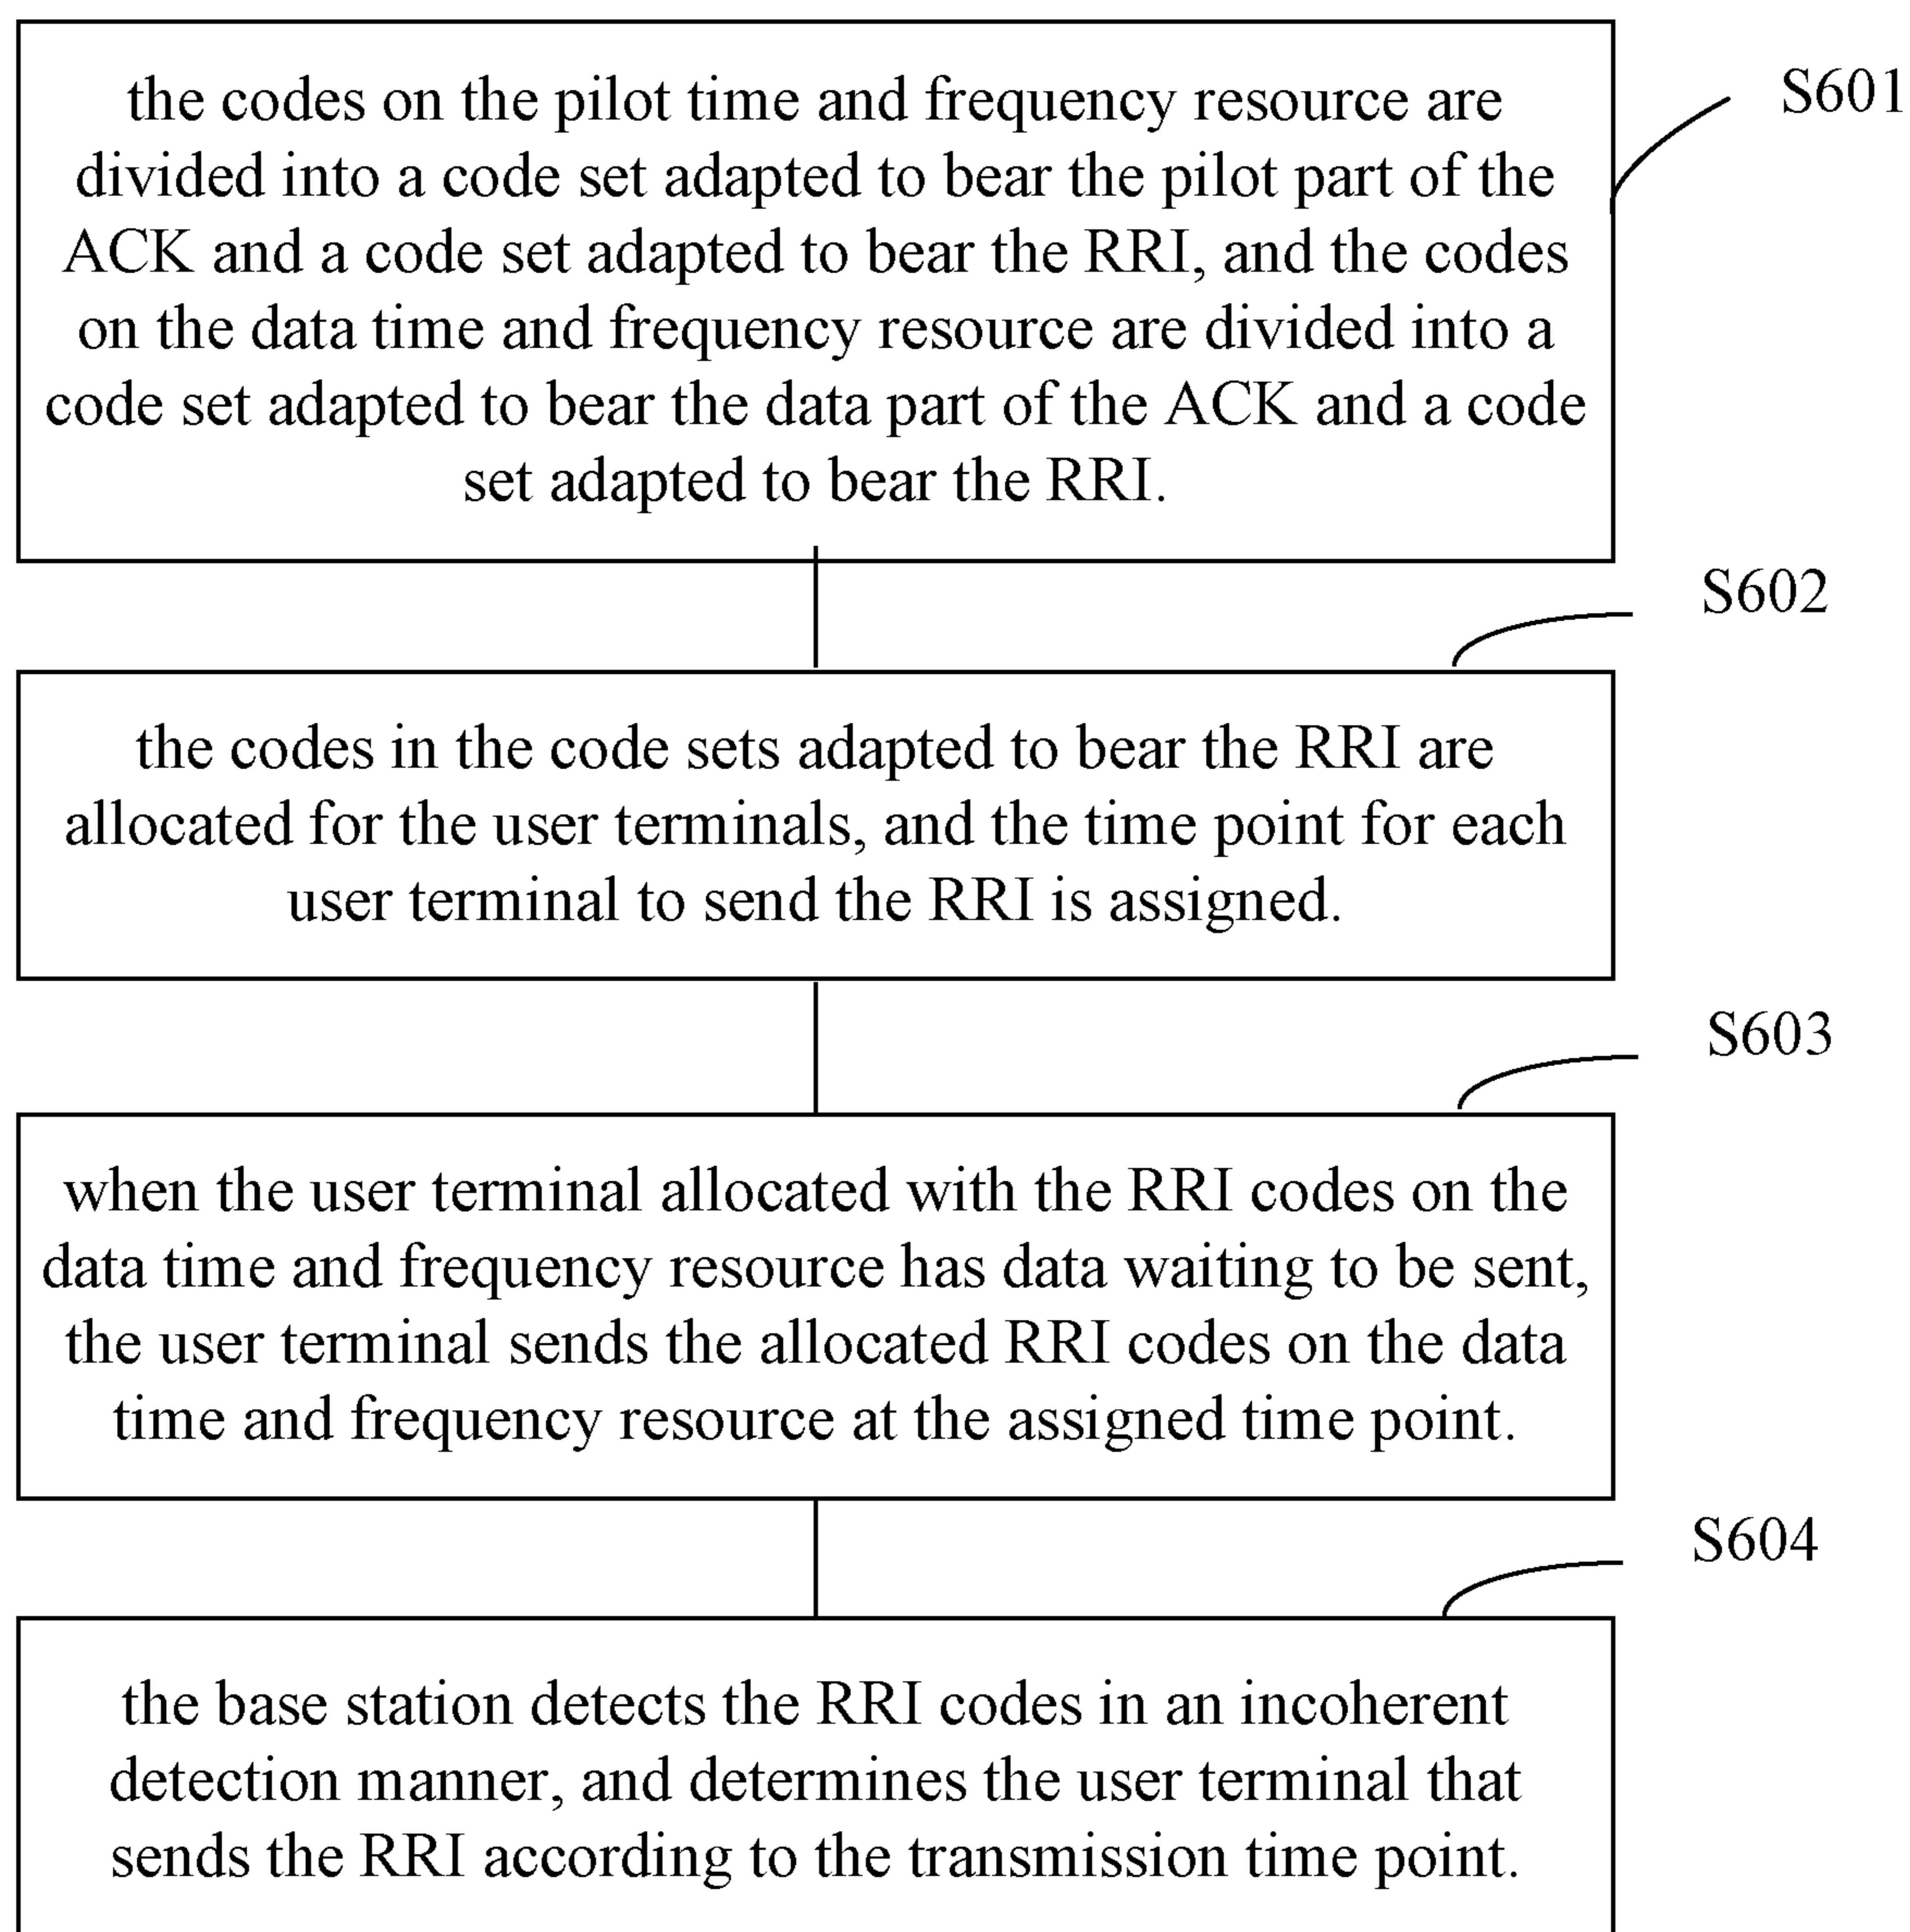 the codes on the pilot time and frequency resource are
divided into a code set adapted to bear the pilot part of the
ACK and a code set adapted to bear the RRI, and the codes
on the data time and frequency resource are divided into a
code set adapted to bear the data part of the ACK and a code
set adapted to bear the RRI.
S601
S602
the codes in the code sets adapted to bear the RRI are
allocated for the user terminals, and the time point for each
user terminal to send the RRI is assigned.
S603
when the user terminal allocated with the RRI codes on the
data time and frequency resource has data waiting to be sent,
the user terminal sends the allocated RRI codes on the data
time and frequency resource at the assigned time point.
S604
the base station detects the RRI codes in an incoherent
detection manner, and determines the user terminal that
sends the RRI according to the transmission time point.